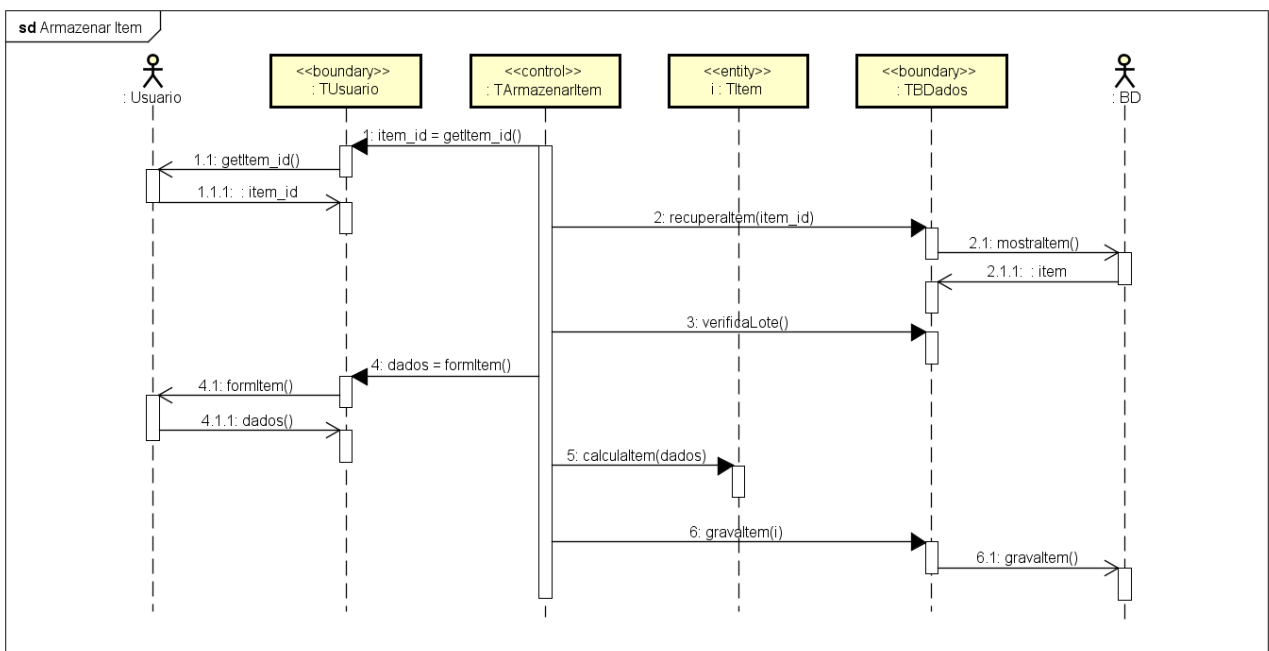 sd Armazenar Item
: Usuario
<<boundary>>
: TUsuario
<<control>>
: TArmazenarItem
<<entity>>
i : TItem
<<boundary>>
: TBDados
: BD
1: item_id = getItem_id()
1.1: getItem_id()
1.1.1: : item_id
2: recuperaItem(item_id)
2.1: mostraItem()
2.1.1: : item
3: verificaLote()
4: dados = formItem()
4.1: formItem()
4.1.1: dados()
5: calculaItem(dados)
6: gravaItem(i)
6.1: gravaItem()